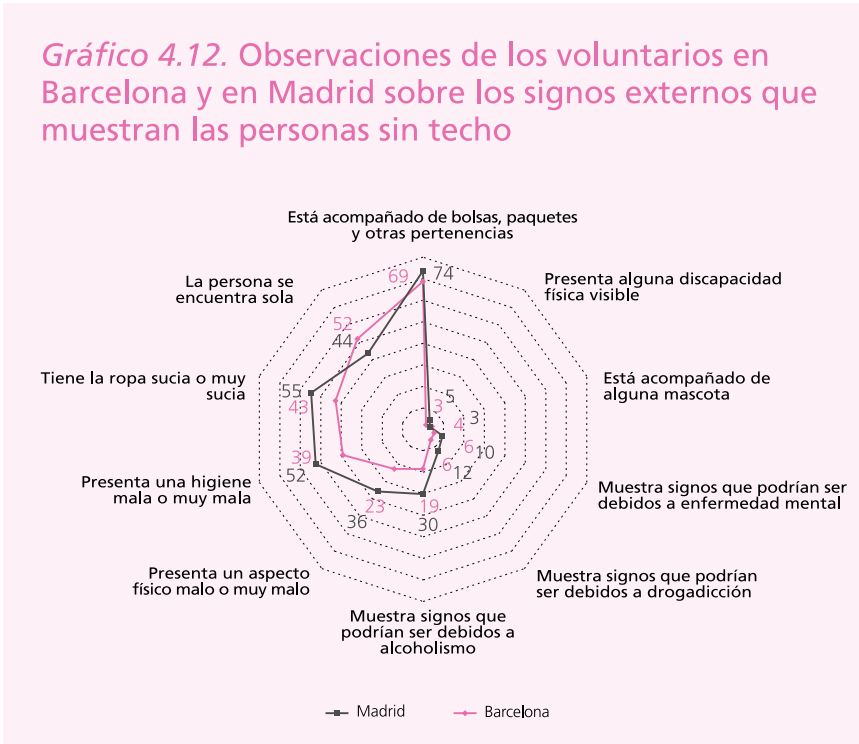 Gráfico 4.12. Observaciones de los voluntarios en
Barcelona y en Madrid sobre los signos externos que
muestran las personas sin techo
Está acompañado de bolsas, paquetes
y otras pertenencias
69
74
Presenta alguna discapacidad
física visible
La persona se
encuentra sola
52
44
Tiene la ropa sucia o muy
sucia
55
43
5
3
Está acompañado de
alguna mascota
3
4
Presenta una higiene
mala o muy mala
39
52
6
10
Muestra signos que podrían ser
debidos a enfermedad mental
6
12
Muestra signos que podrían
ser debidos a drogadicción
23
36
Presenta un aspecto
físico malo o muy malo
19
30
Muestra signos que
podrían ser debidos a
alcoholismo
Madrid
Barcelona